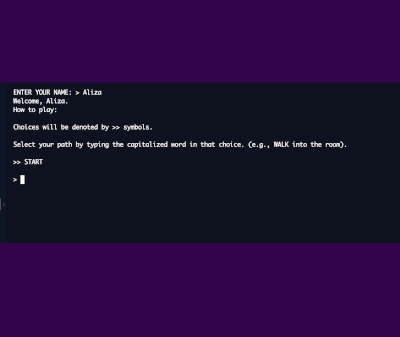 ENTER YOUR NAME: > Aliza
Welcome, Aliza.
How to play:
Choices will be denoted by >> symbols.
Select your path by typing the capitalized word in that choice. (e.g., WALK into the room).
>> START
>